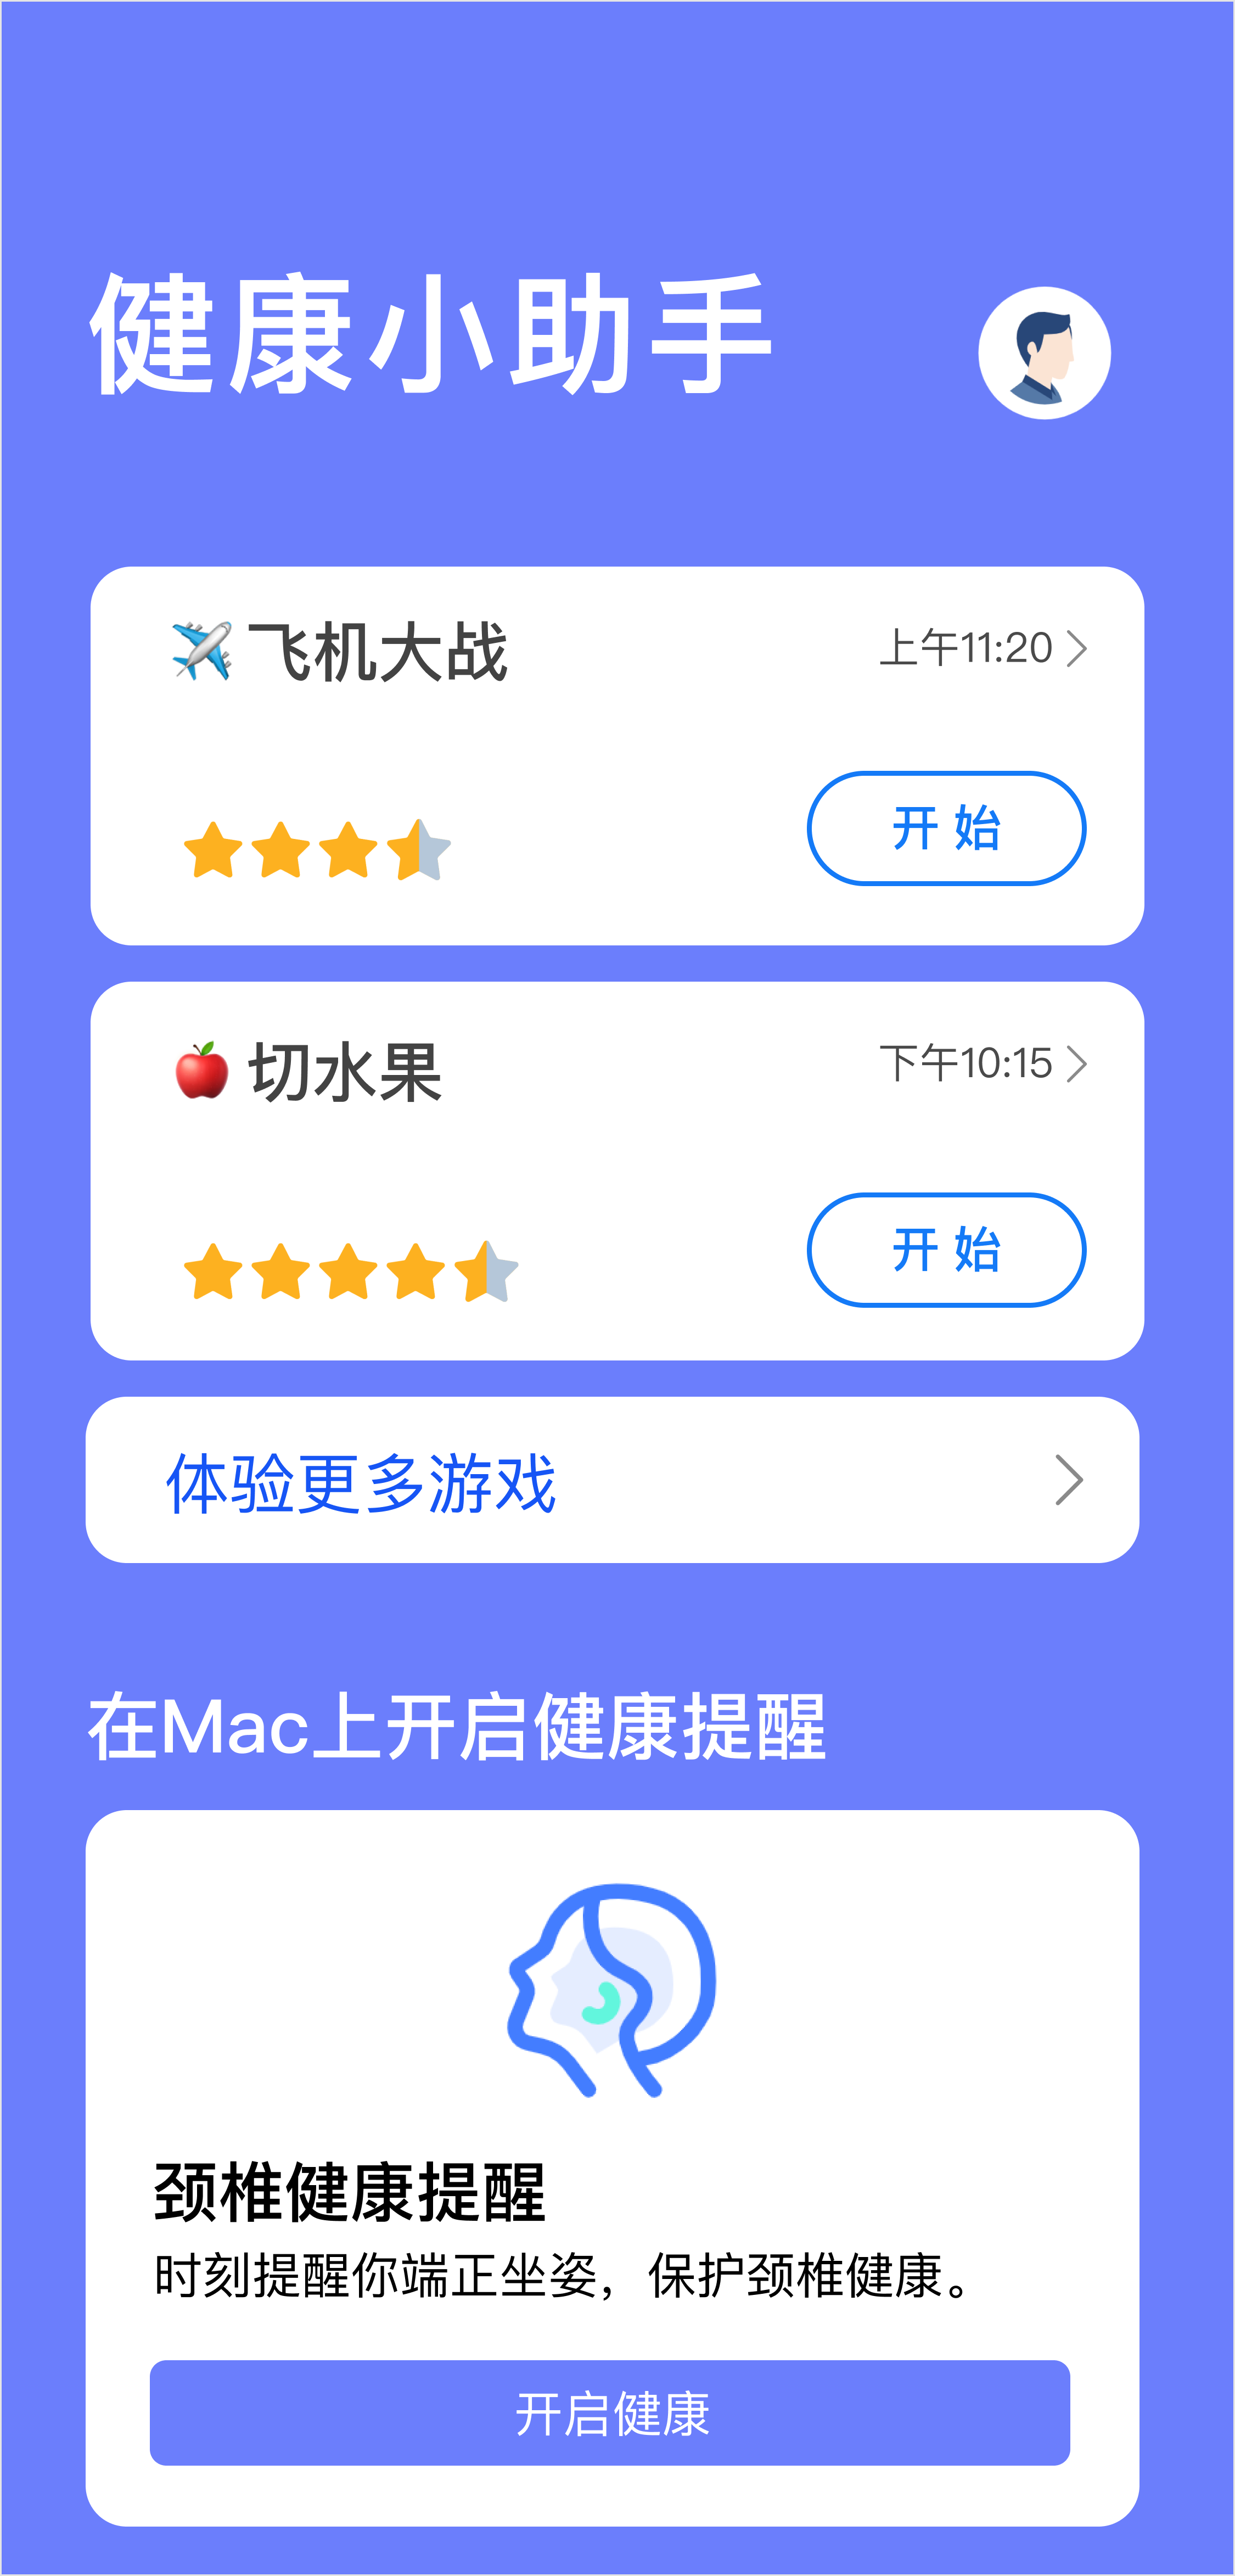 健康小助手
飞机大战
上午11:20
开 始
切水果
下午10:15
开 始
体验更多游戏
在Mac上开启健康提醒
颈椎健康提醒
时刻提醒你端正坐姿，保护颈椎健康。
开启健康